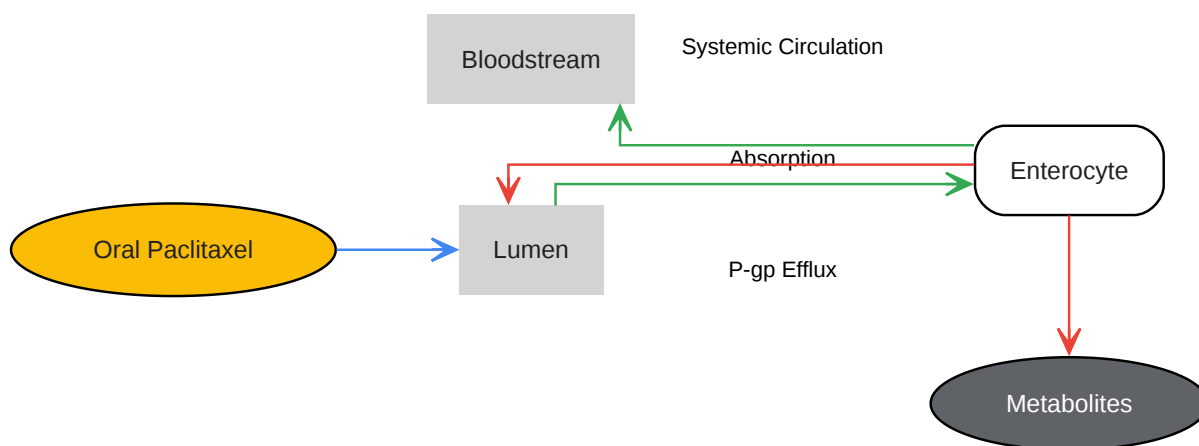 Systemic Circulation
Bloodstream
Absorption
Enterocyte
Oral Paclitaxel
Lumen
P-gp Efflux
Metabolites